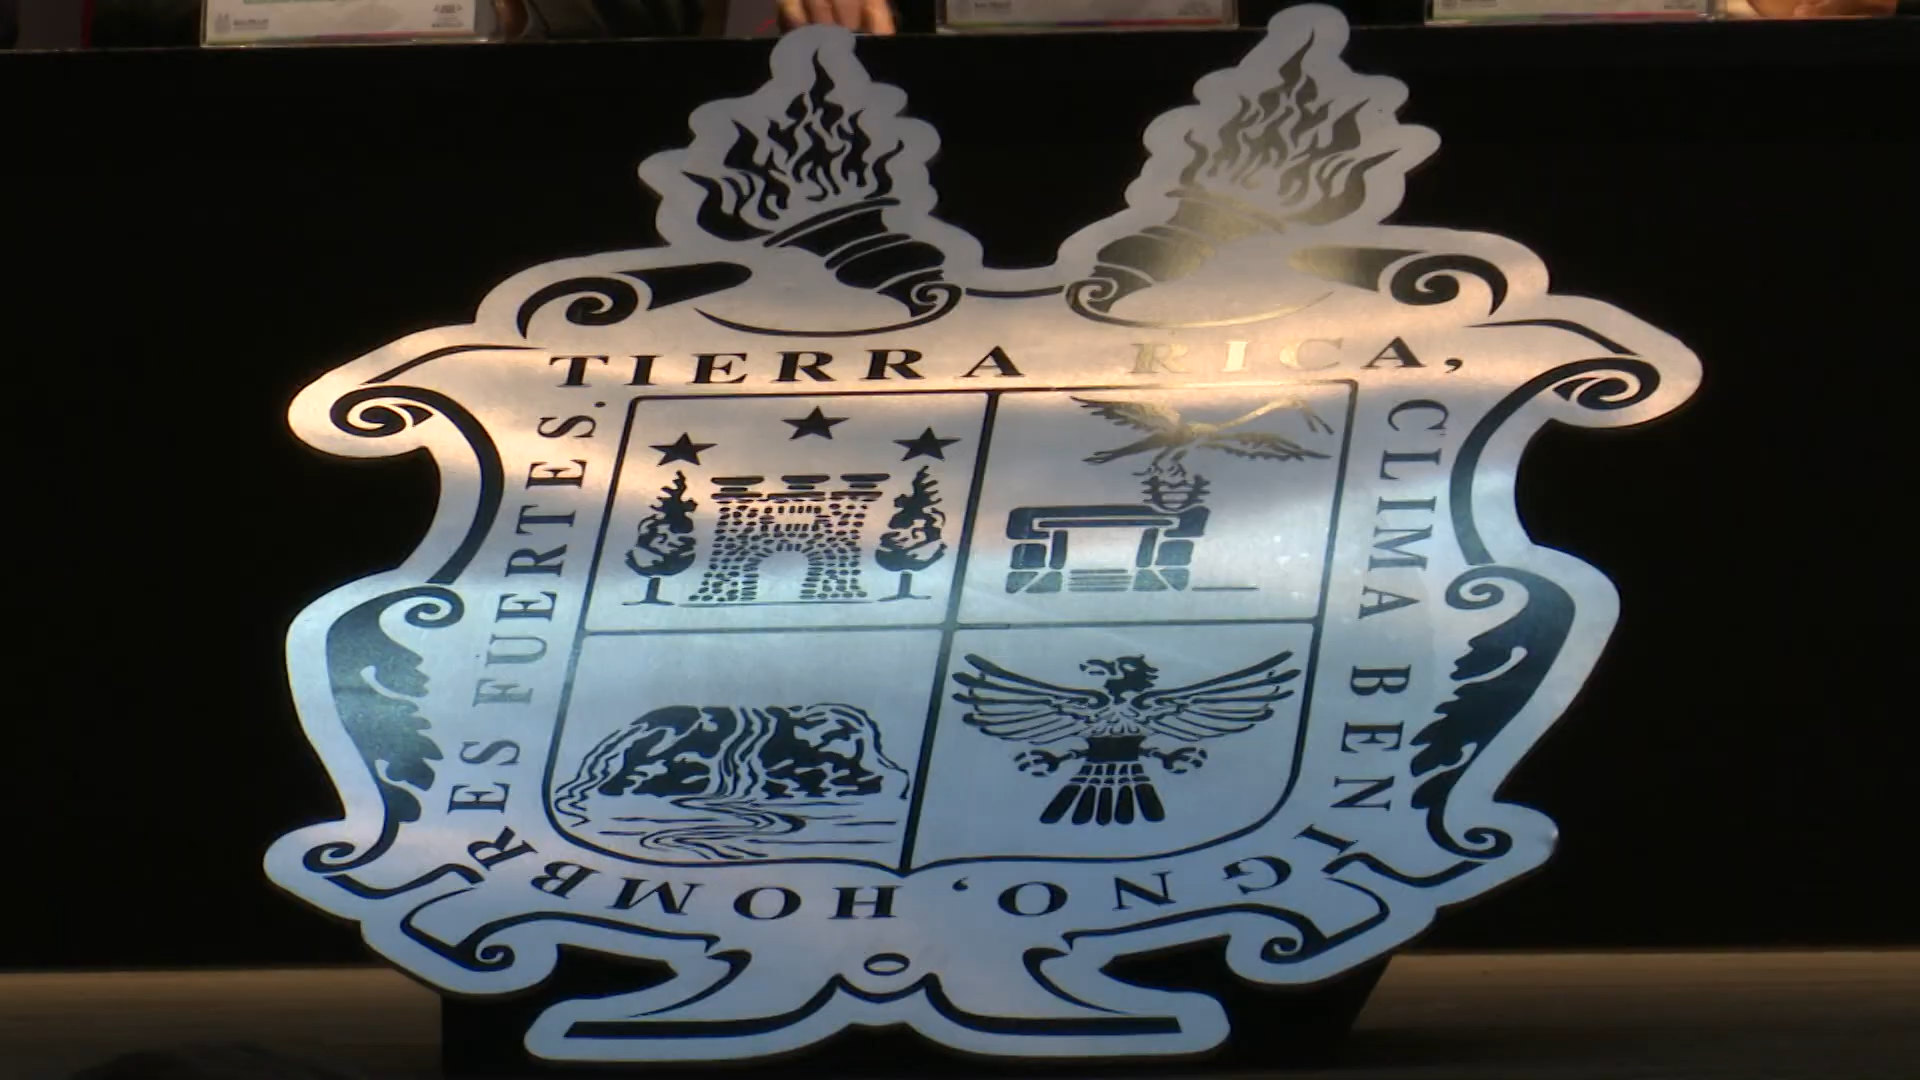 TIERRA RICA,
CLIMA BENIGNO,
HOMBRES FUERTES.